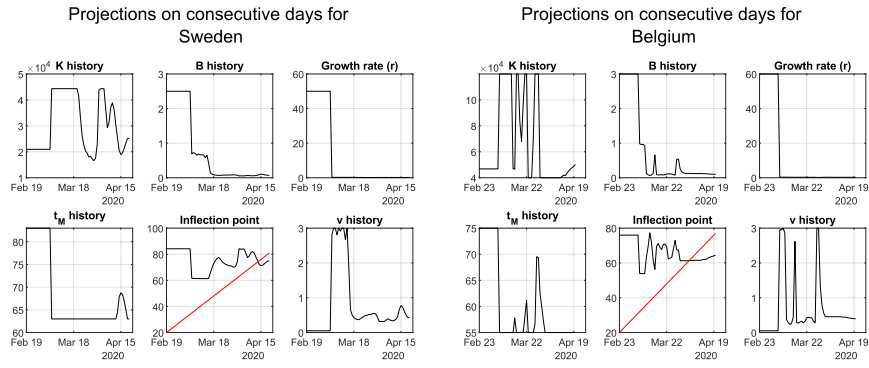 Projections on consecutive days for
Sweden
K history
B history
Growth rate (r)
×10⁴
5
4
3
2
1
Feb 19 Mar 18 Apr 15
2020
3
2
1
0
Feb 19 Mar 18 Apr 15
2020
60
40
20
0
Feb 19 Mar 18 Apr 15
2020
t_M history
Inflection point
v history
80
75
70
65
60
Feb 19 Mar 18 Apr 15
2020
100
80
60
40
20
Feb 19 Mar 18 Apr 15
2020
3
2
1
0
Feb 19 Mar 18 Apr 15
2020
Projections on consecutive days for
Belgium
K history
B history
Growth rate (r)
×10⁴
10
8
6
4
Feb 23 Mar 22 Apr 19
2020
3
2
1
0
Feb 23 Mar 22 Apr 19
2020
60
40
20
0
Feb 23 Mar 22 Apr 19
2020
t_M history
Inflection point
v history
75
70
65
60
55
Feb 23 Mar 22 Apr 19
2020
80
60
40
20
Feb 23 Mar 22 Apr 19
2020
3
2
1
0
Feb 23 Mar 22 Apr 19
2020